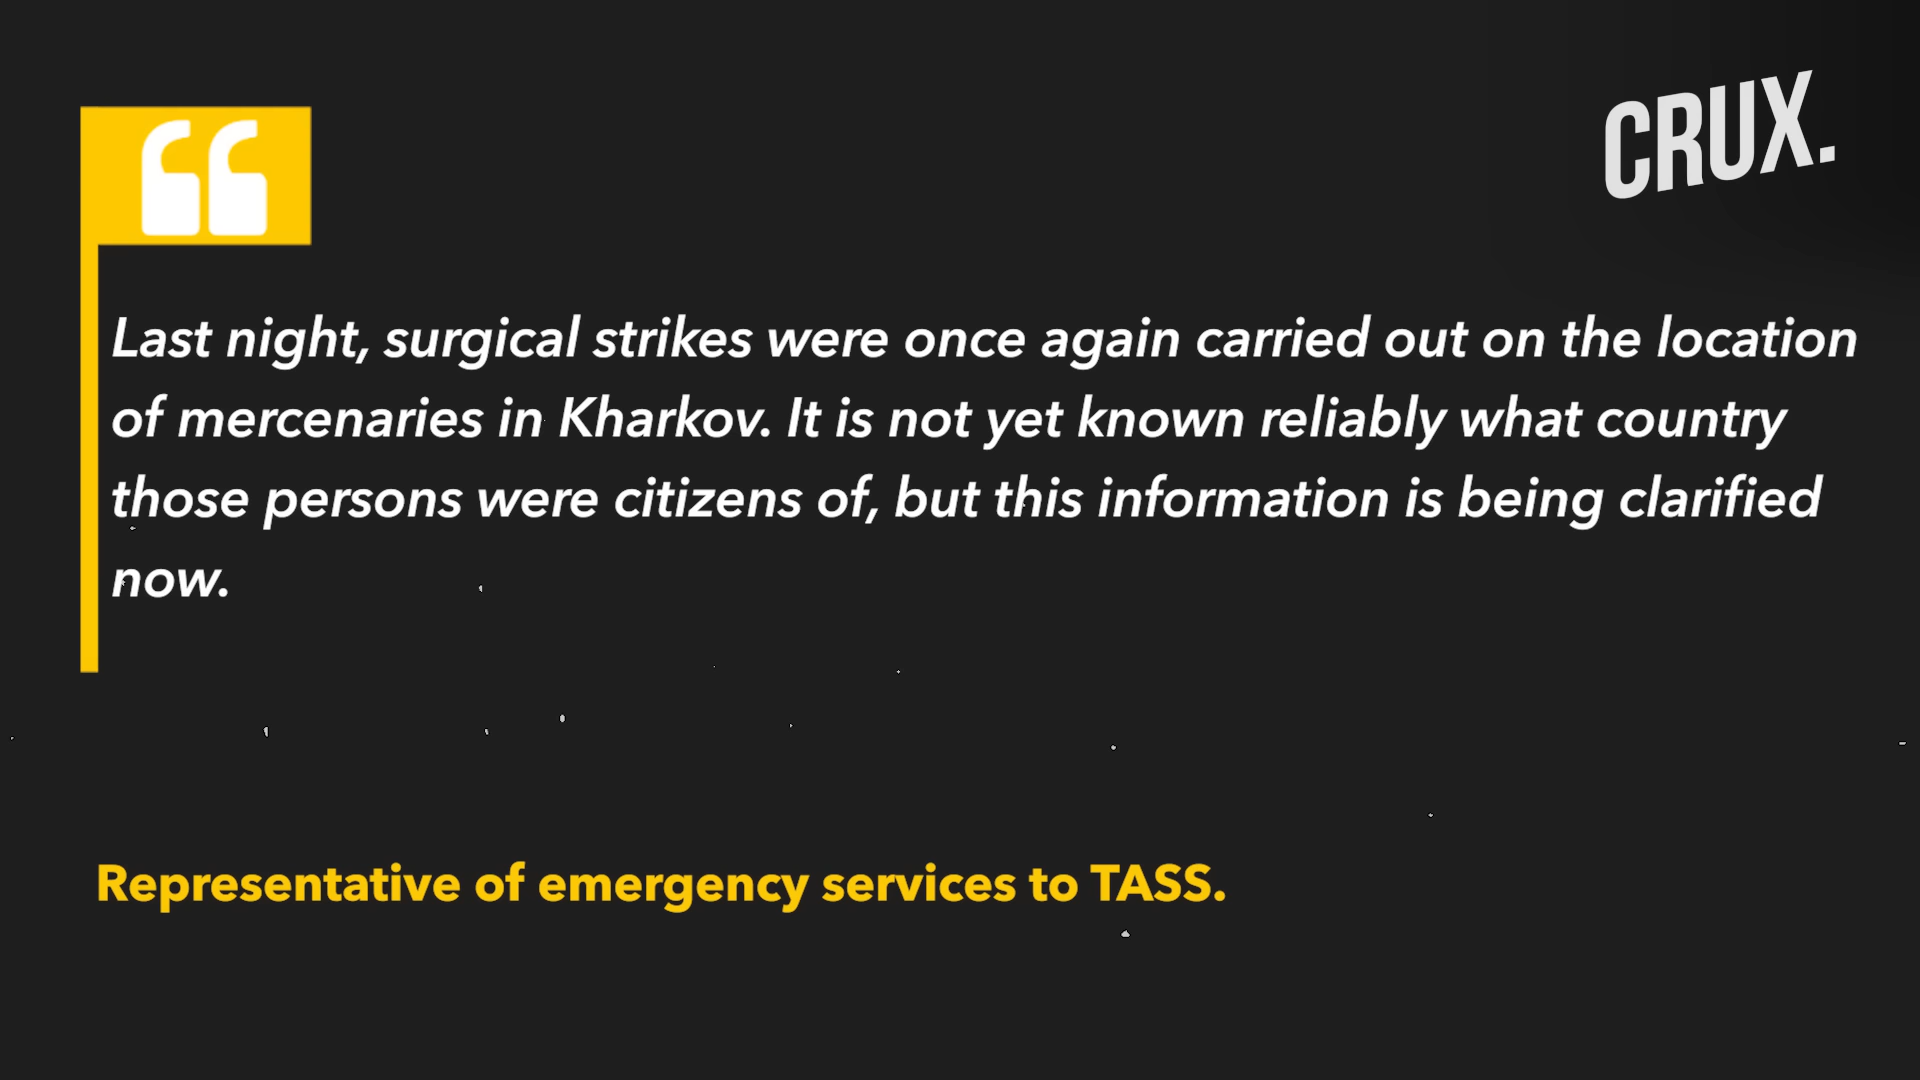 CRUX.
Last night, surgical strikes were once again carried out on the location
of mercenaries in Kharkov. It is not yet known reliably what country
those persons were citizens of, but this information is being clarified
now.
Representative of emergency services to TASS.